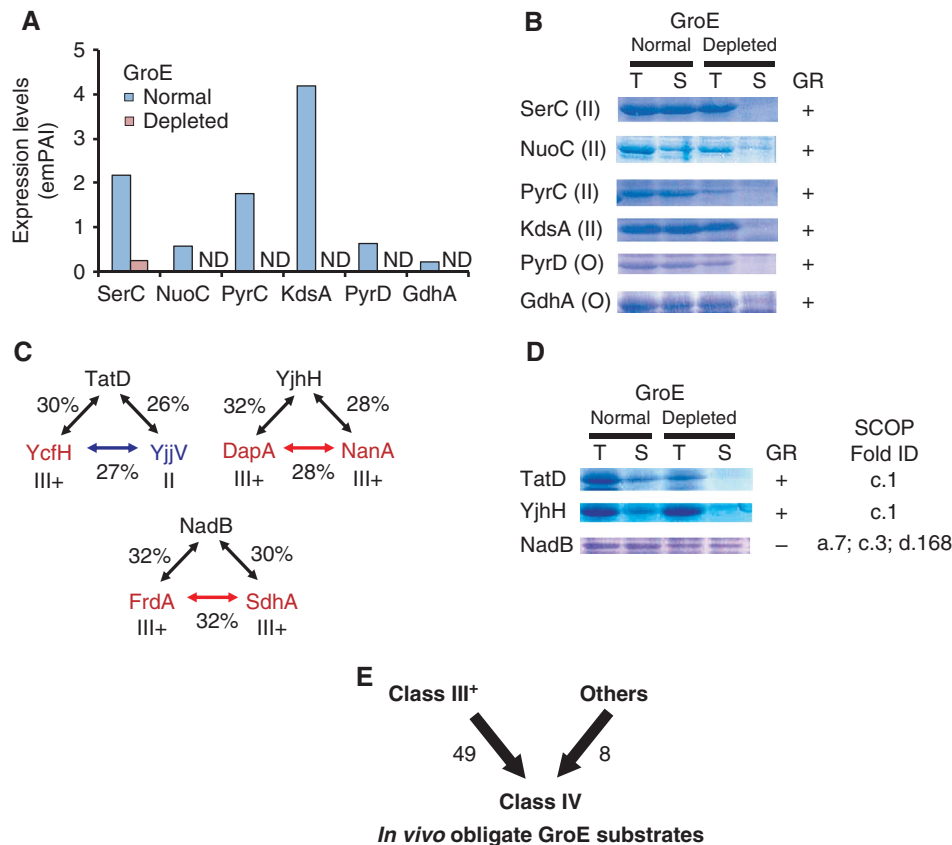 A
Expression levels
(emPAI)
5
4
3
2
1
0
GroE
Normal
Depleted
ND ND ND ND ND
SerC NuoC PyrC KdsA PyrD GdhA
B
GroE
Normal Depleted
T S T S GR
SerC (II) +
NuoC (II) +
PyrC (II) +
KdsA (II) +
PyrD (O) +
GdhA (O) +
C
TatD
30% 26%
YcfH YjjV
27%
III+ II
YjhH
32% 28%
DapA NanA
28%
III+ III+
NadB
32% 30%
FrdA SdhA
32%
III+ III+
D
GroE
Normal Depleted
SCOP
T S T S GR Fold ID
TatD + c.1
YjhH + c.1
NadB – a.7; c.3; d.168
E
Class III+ Others
49 8
Class IV
In vivo obligate GroE substrates